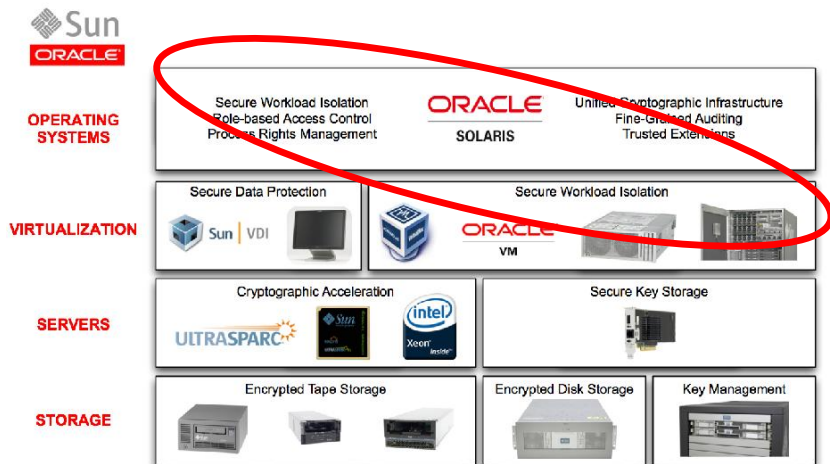 Sun
ORACLE
OPERATING
SYSTEMS
Secure Workload Isolation
Role-based Access Control
Process Rights Management
ORACLE
SOLARIS
Unified Cryptographic Infrastructure
Fine-Grained Auditing
Trusted Extensions
VIRTUALIZATION
Secure Data Protection
Sun | VDI
Secure Workload Isolation
ORACLE
VM
SERVERS
Cryptographic Acceleration
ULTRASPARC
Sun
intel
Xeon
inside
Secure Key Storage
STORAGE
Encrypted Tape Storage
Encrypted Disk Storage
Key Management